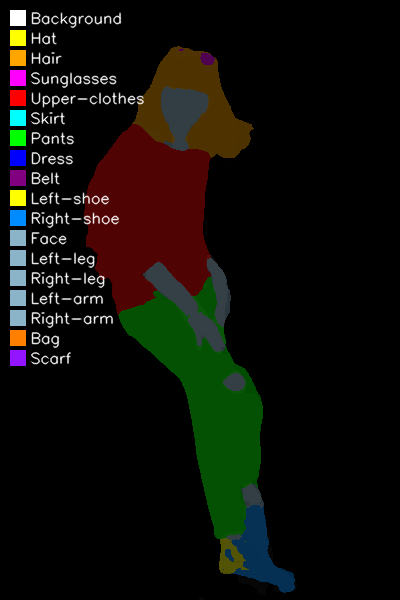 Background
Hat
Hair
Sunglasses
Upper-clothes
Skirt
Pants
Dress
Belt
Left-shoe
Right-shoe
Face
Left-leg
Right-leg
Left-arm
Right-arm
Bag
Scarf